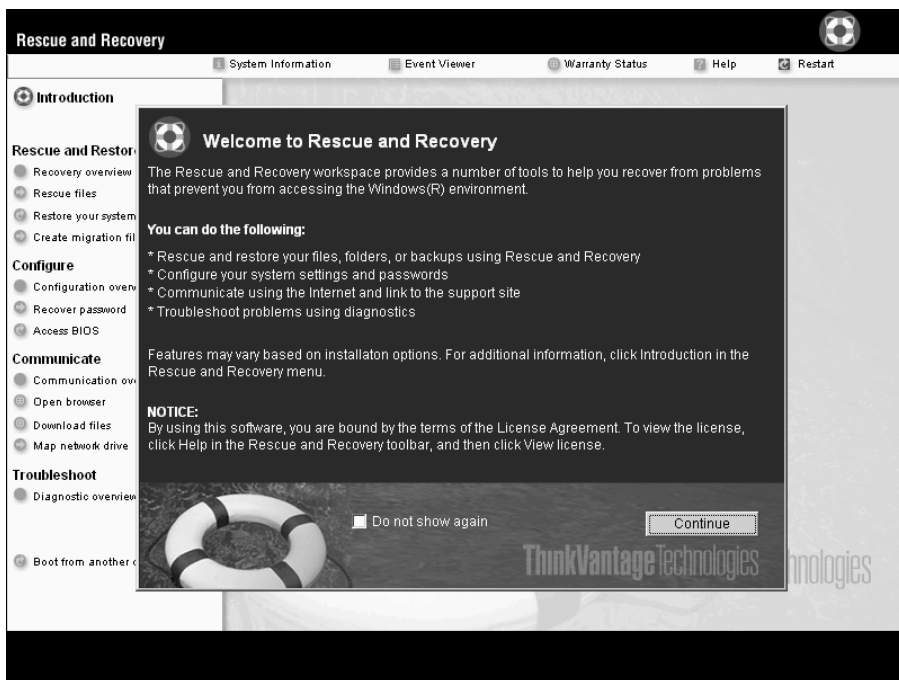 Rescue and Recovery
System Information
Event Viewer
Warranty Status
Help
Restart
Introduction
Rescue and Restor
Recovery overview
Rescue files
Restore your system
Create migration fil
Configure
Configuration overv
Recover password
Access BIOS
Communicate
Communication ov
Open browser
Download files
Map network drive
Troubleshoot
Diagnostic overview
Boot from another
Welcome to Rescue and Recovery
The Rescue and Recovery workspace provides a number of tools to help you recover from problems
that prevent you from accessing the Windows(R) environment.
You can do the following:
* Rescue and restore your files, folders, or backups using Rescue and Recovery
* Configure your system settings and passwords
* Communicate using the Internet and link to the support site
* Troubleshoot problems using diagnostics
Features may vary based on installaton options. For additional information, click Introduction in the
Rescue and Recovery menu.
NOTICE:
By using this software, you are bound by the terms of the License Agreement. To view the license,
click Help in the Rescue and Recovery toolbar, and then click View license.
Do not show again
Continue
ThinkVantage Technologies
hnologies